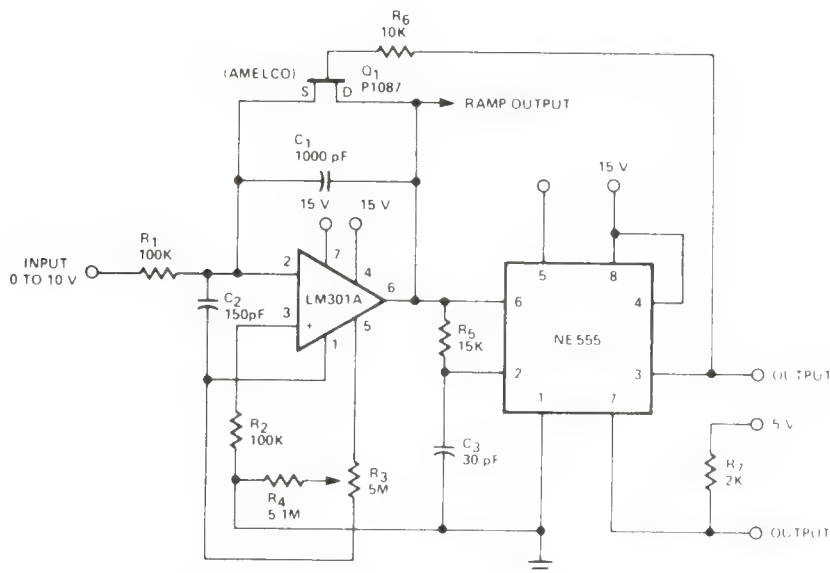 R6
10K
(AMELCO)
Q1
P1087
S
D
RAMP OUTPUT
C1
1000 pF
15 V
15 V
15 V
INPUT
0 TO 10 V
R1
100K
2
7
4
LM301A
6
C2
150pF
3
+
1
5
R5
15K
5
8
6
4
NE 555
2
3
1
7
OUTPUT
5 V
R2
100K
R4
5 1M
R3
5M
C3
30 pF
R7
2K
OUTPUT